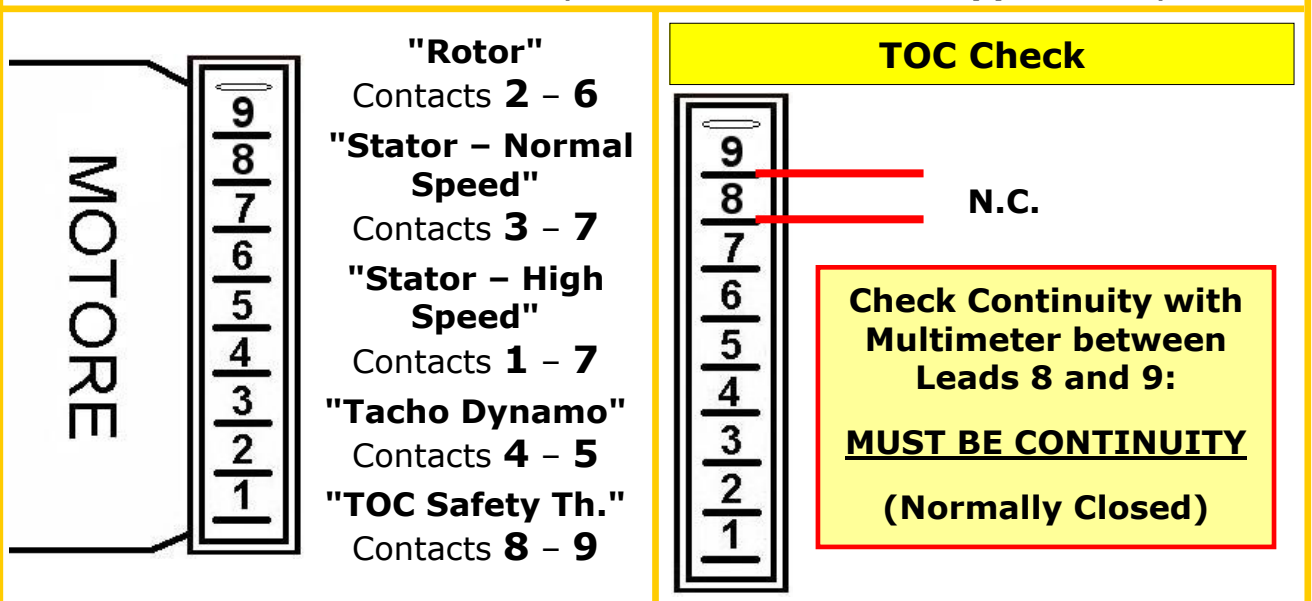 MOTORE
9
8
7
6
5
4
3
2
1
"Rotor"
Contacts 2 – 6
"Stator – Normal
Speed"
Contacts 3 – 7
"Stator – High
Speed"
Contacts 1 – 7
"Tacho Dynamo"
Contacts 4 – 5
"TOC Safety Th."
Contacts 8 – 9
TOC Check
9
8
7
6
5
4
3
2
1
N.C.
Check Continuity with
Multimeter between
Leads 8 and 9:
MUST BE CONTINUITY
(Normally Closed)